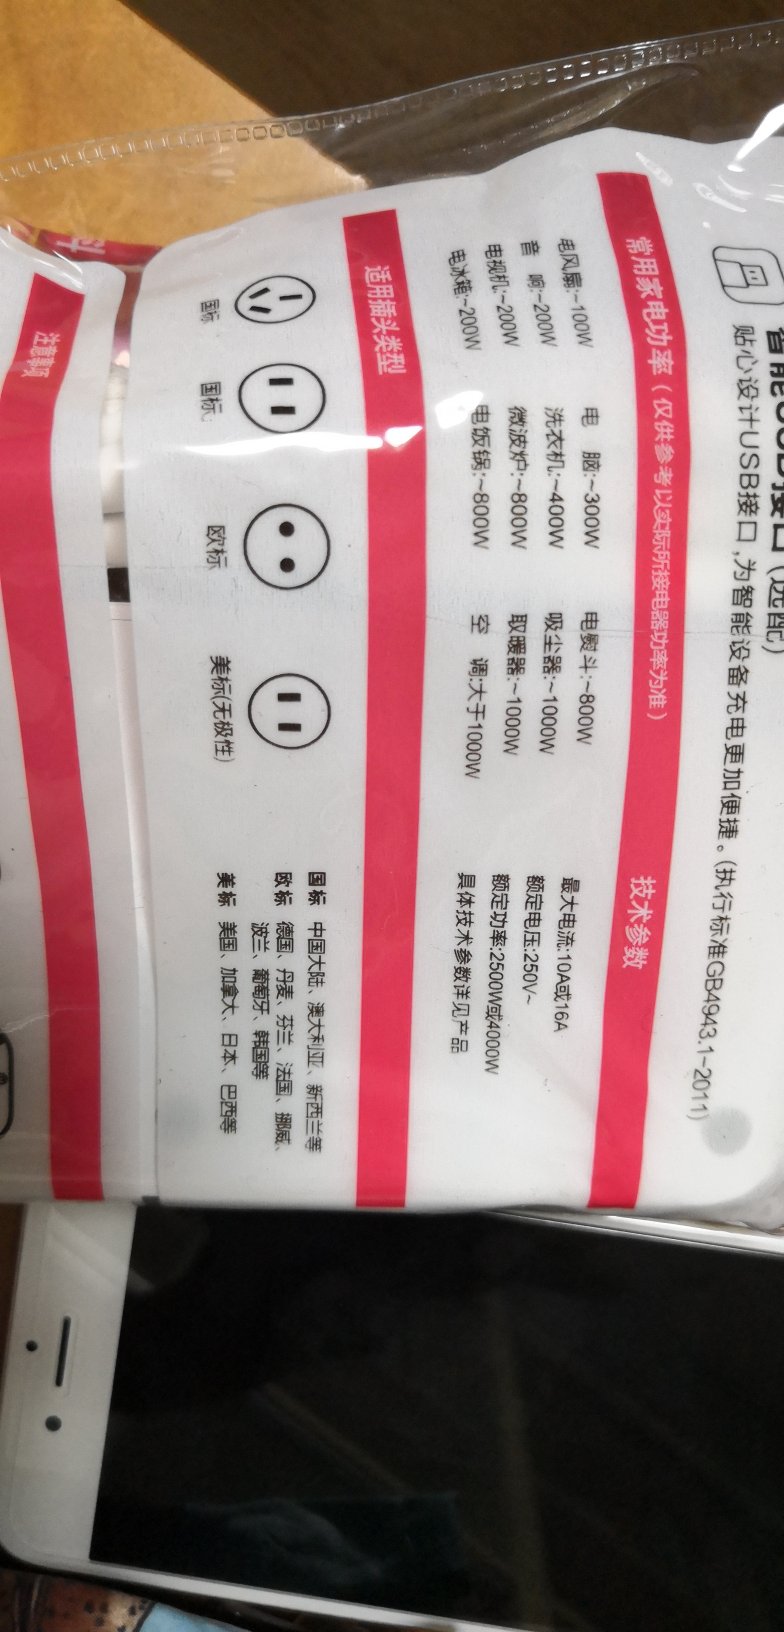 智能USB接口(选配)
贴心设计USB接口,为智能设备充电更加便捷。(执行标准GB4943.1-2011)
常用家电功率(仅供参考以实际所接电器功率为准)
技术参数
电风扇:~100W 电 脑:~300W 电熨斗:~800W
音 响:~200W 洗衣机:~400W 吸尘器:~1000W
电视机:~200W 微波炉:~800W 取暖器:~1000W
电冰箱:~200W 电饭锅:~800W 空 调:大于1000W
最大电流:10A或16A
额定电压:250V~
额定功率:2500W或4000W
具体技术参数详见产品
适用插头类型
国标
国标
欧标
美标(无极性)
国标 中国大陆、澳大利亚、新西兰等
欧标 德国、丹麦、芬兰、法国、挪威、
波兰、葡萄牙、韩国等
美标 美国、加拿大、日本、巴西等
注意事项